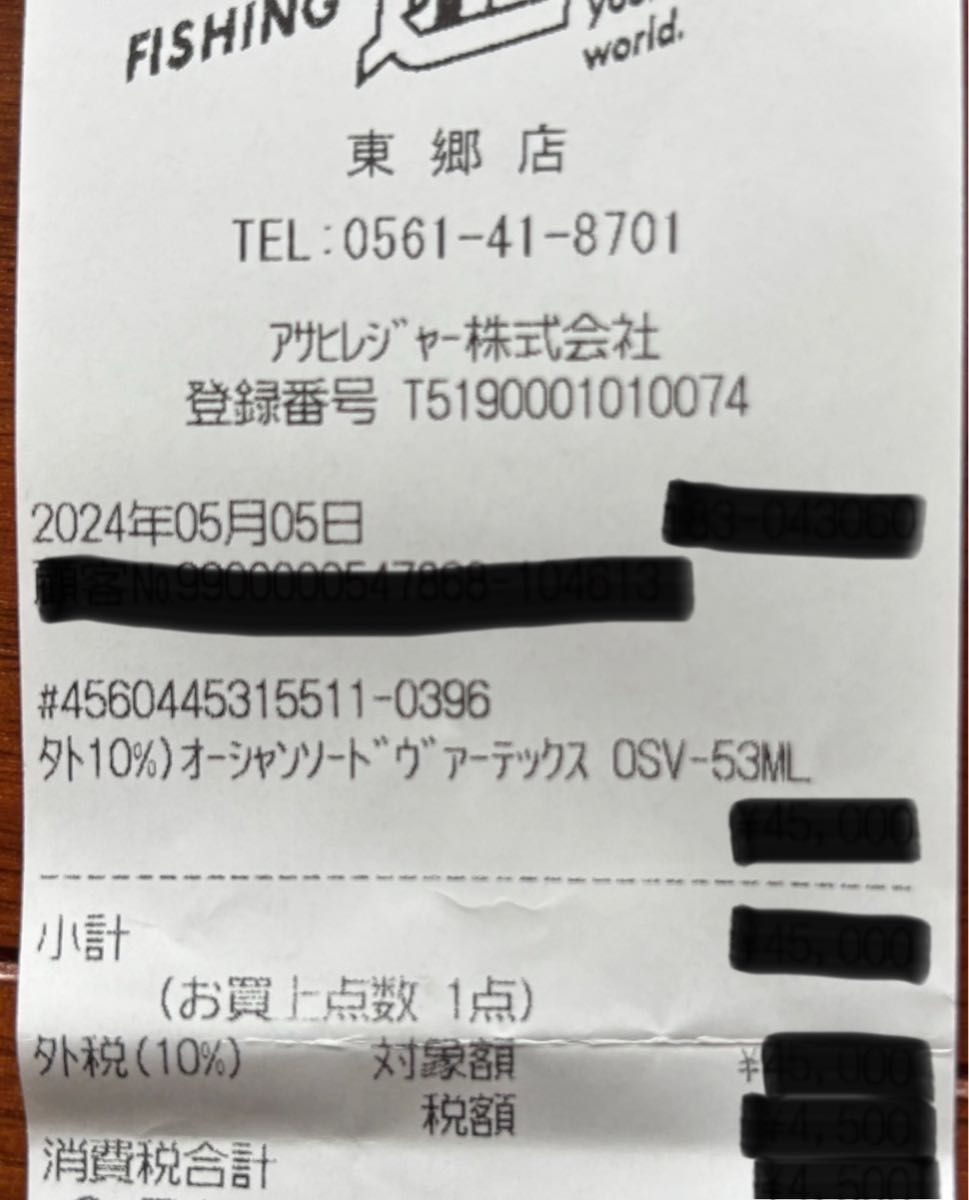 FISHING
world.
東郷店
TEL:0561-41-8701
ｱｻﾋﾚｼﾞｬｰ株式会社
登録番号 T5190001010074
2024年05月05日
#4560445315511-0396
外10%)ｵｰｼｬﾝｿｰﾄﾞｳﾞｧｰﾃｯｸｽ OSV-53ML
小計
(お買上点数 1点)
外税(10%) 対象額 ¥
税額
消費税合計